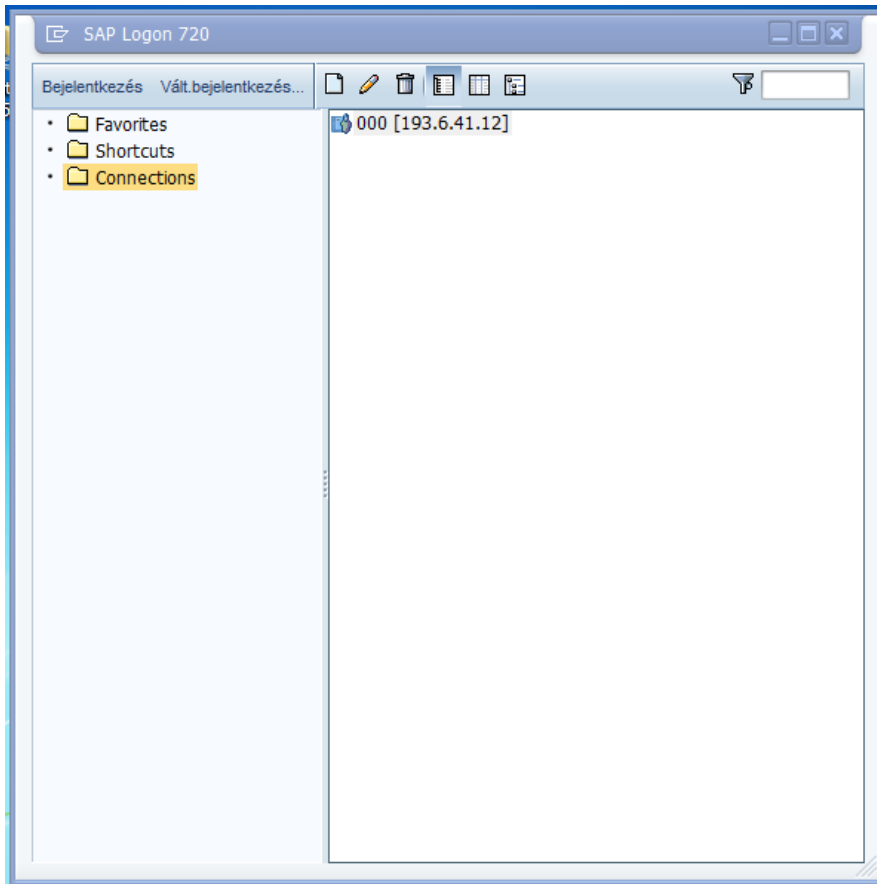 SAP Logon 720
Bejelentkezés Vált.bejelentkezés...
Favorites
Shortcuts
Connections
000 [193.6.41.12]